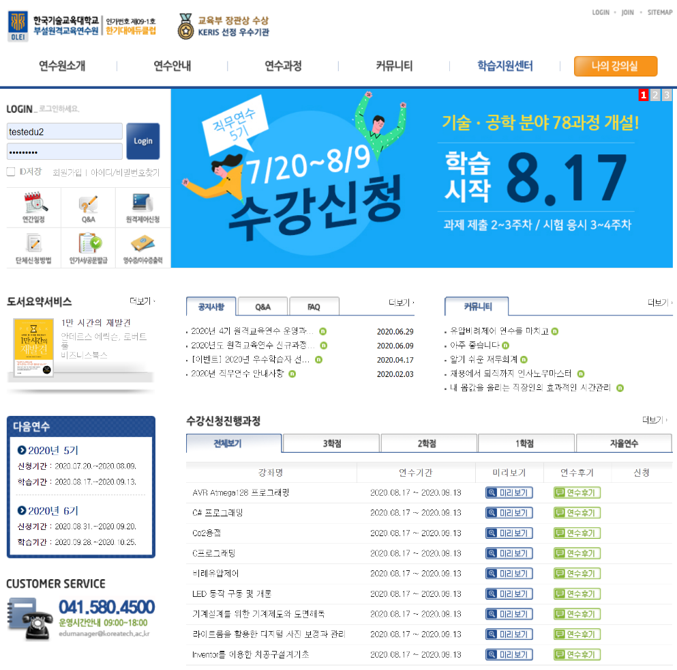 LOGIN · JOIN · SITEMAP
OLEI 한국기술교육대학교 인가번호 제09-1호
부설원격교육연수원 한기대에듀클럽
교육부 장관상 수상
KERIS 선정 우수기관
연수원소개 연수안내 연수과정 커뮤니티 학습지원센터 나의 강의실
LOGIN_ 로그인하세요.
testedu2
Login
ID저장 회원가입 | 아이디/비밀번호찾기
연간일정 Q&A 원격제어신청
단체신청방법 인가서/공문발급 영수증/이수증출력
1 2 3
직무연수
5기
7/20~8/9
수강신청
기술·공학 분야 78과정 개설!
학습
시작 8.17
과제 제출 2~3주차 / 시험 응시 3~4주차
도서요약서비스 더보기
1만 시간의 재발견
안데르스 에릭슨, 로버트
풀
비즈니스북스
공지사항 Q&A FAQ 더보기
2020년 4기 원격교육연수 운영과... 2020.06.29
2020년도 원격교육연수 신규과정... 2020.06.09
[이벤트] 2020년 우수학습자 선... 2020.04.17
2020년 직무연수 안내사항 2020.02.03
커뮤니티 더보기
유압비례제어 연수를 마치고
아주 좋습니다
알기 쉬운 재무회계
채용에서 퇴직까지 인사노무마스터
내 몸값을 올리는 직장인의 효과적인 시간관리
다음연수
2020년 5기
신청기간 : 2020.07.20.~2020.08.09.
학습기간 : 2020.08.17.~2020.09.13.
2020년 6기
신청기간 : 2020.08.31.~2020.09.20.
학습기간 : 2020.09.28.~2020.10.25.
CUSTOMER SERVICE
041.580.4500
운영시간안내 09:00~18:00
edumanager@koreatech.ac.kr
수강신청진행과정 더보기
전체보기 3학점 2학점 1학점 자율연수
강좌명 연수기간 미리보기 연수후기 신청
AVR Atmega128 프로그래밍 2020.08.17 ~ 2020.09.13 미리보기 연수후기
C# 프로그래밍 2020.08.17 ~ 2020.09.13 미리보기 연수후기
Co2용접 2020.08.17 ~ 2020.09.13 미리보기 연수후기
C프로그래밍 2020.08.17 ~ 2020.09.13 미리보기 연수후기
비례유압제어 2020.08.17 ~ 2020.09.13 미리보기 연수후기
LED 동작 구동 및 개론 2020.08.17 ~ 2020.09.13 미리보기 연수후기
기계설계를 위한 기계제도와 도면해독 2020.08.17 ~ 2020.09.13 미리보기 연수후기
라이트룸을 활용한 디지털 사진 보정과 관리 2020.08.17 ~ 2020.09.13 미리보기 연수후기
Inventor를 이용한 치공구설계기초 2020.08.17 ~ 2020.09.13 미리보기 연수후기